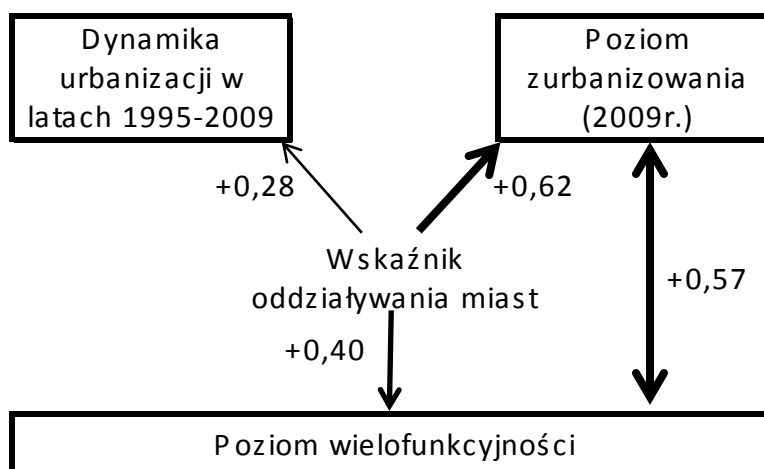 Dynamika
urbanizacji w
latach 1995-2009
Poziom
zurbanizowania
(2009r.)
+0,28
+0,62
Wskaźnik
oddziaływania miast
+0,57
+0,40
Poziom wielofunkcyjności